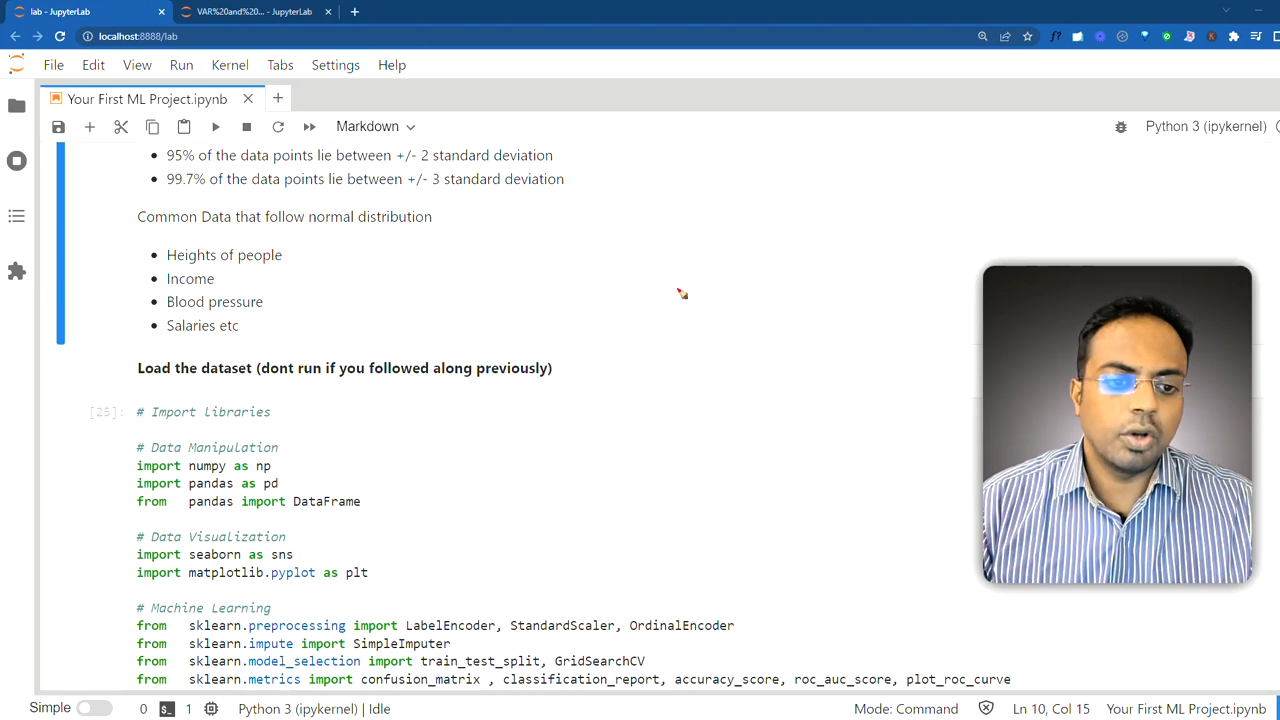 lab - JupyterLab
VAR%20and%20... - JupyterLab
localhost:8888/lab
File Edit View Run Kernel Tabs Settings Help
Your First ML Project.ipynb
Markdown
Python 3 (ipykernel)
95% of the data points lie between +/- 2 standard deviation
99.7% of the data points lie between +/- 3 standard deviation
Common Data that follow normal distribution
Heights of people
Income
Blood pressure
Salaries etc
Load the dataset (dont run if you followed along previously)
[25]: # Import libraries
# Data Manipulation
import numpy as np
import pandas as pd
from pandas import DataFrame
# Data Visualization
import seaborn as sns
import matplotlib.pyplot as plt
# Machine Learning
from sklearn.preprocessing import LabelEncoder, StandardScaler, OrdinalEncoder
from sklearn.impute import SimpleImputer
from sklearn.model_selection import train_test_split, GridSearchCV
from sklearn.metrics import confusion_matrix , classification_report, accuracy_score, roc_auc_score, plot_roc_curve
Simple 0 1 Python 3 (ipykernel) | Idle Mode: Command Ln 10, Col 15 Your First ML Project.ipynb